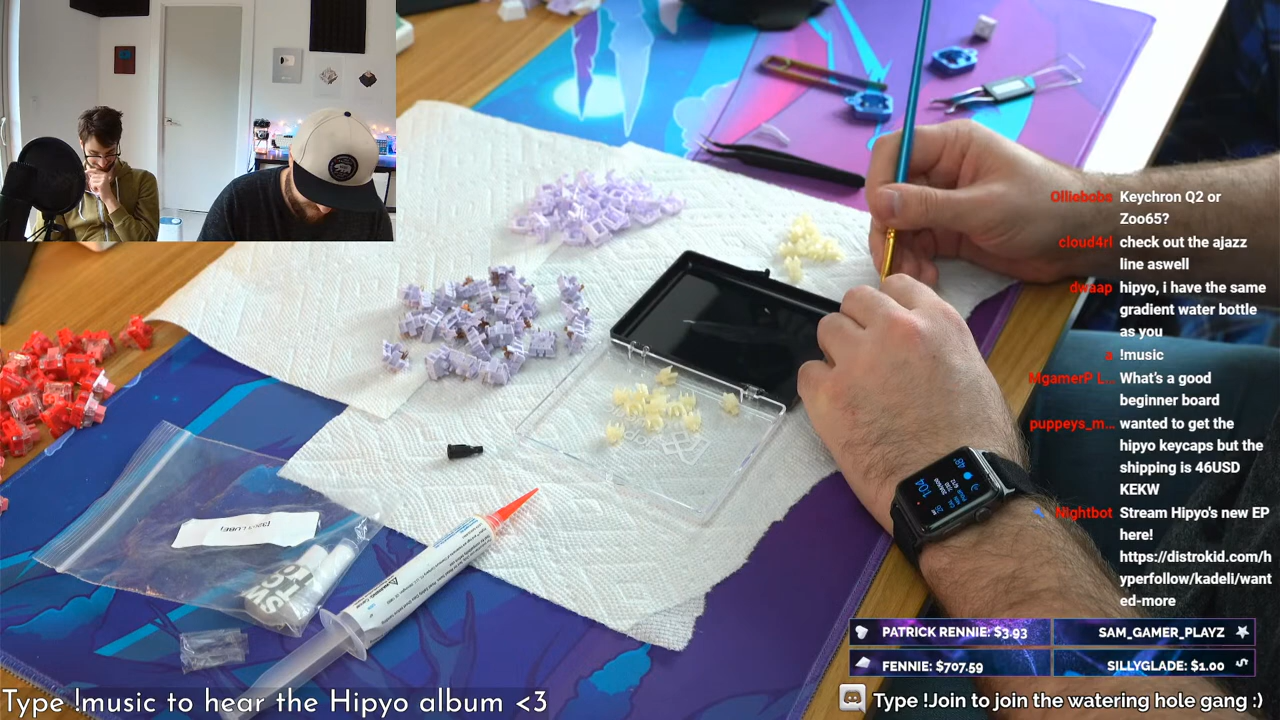 Olliebobs Keychron Q2 or
Zoo65?
cloud4rl check out the ajazz
line aswell
dwaap hipyo, i have the same
gradient water bottle
as you
!music
MgamerP L... What's a good
beginner board
puppeys_m... wanted to get the
hipyo keycaps but the
shipping is 46USD
KEKW
Nightbot Stream Hipyo's new EP
here!
https://distrokid.com/h
yperfollow/kadeli/want
ed-more
PATRICK RENNIE: $3.93
SAM_GAMER_PLAYZ
FENNIE: $707.59
SILLYGLADE: $1.00
Type !music to hear the Hipyo album <3
Type !Join to join the watering hole gang :)
104